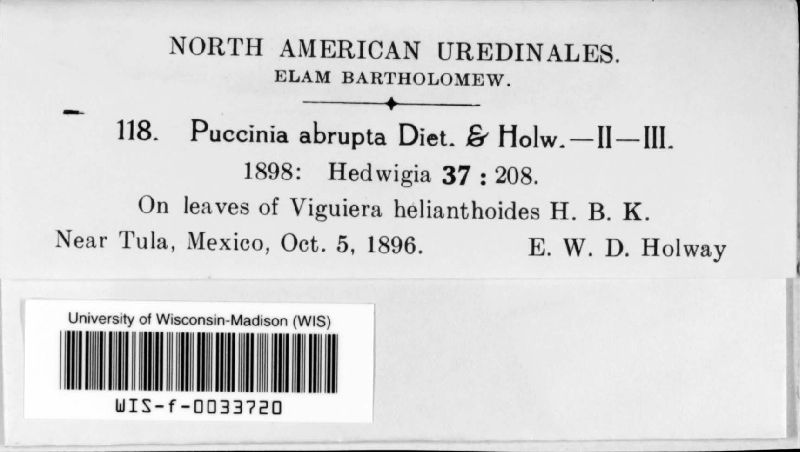 NORTH AMERICAN UREDINALES.
ELAM BARTHOLOMEW.
118. Puccinia abrupta Diet. & Holw.—II—III.
1898: Hedwigia 37 : 208.
On leaves of Viguiera helianthoides H. B. K.
Near Tula, Mexico, Oct. 5, 1896. E. W. D. Holway
University of Wisconsin-Madison (WIS)
WIS-f-0033720